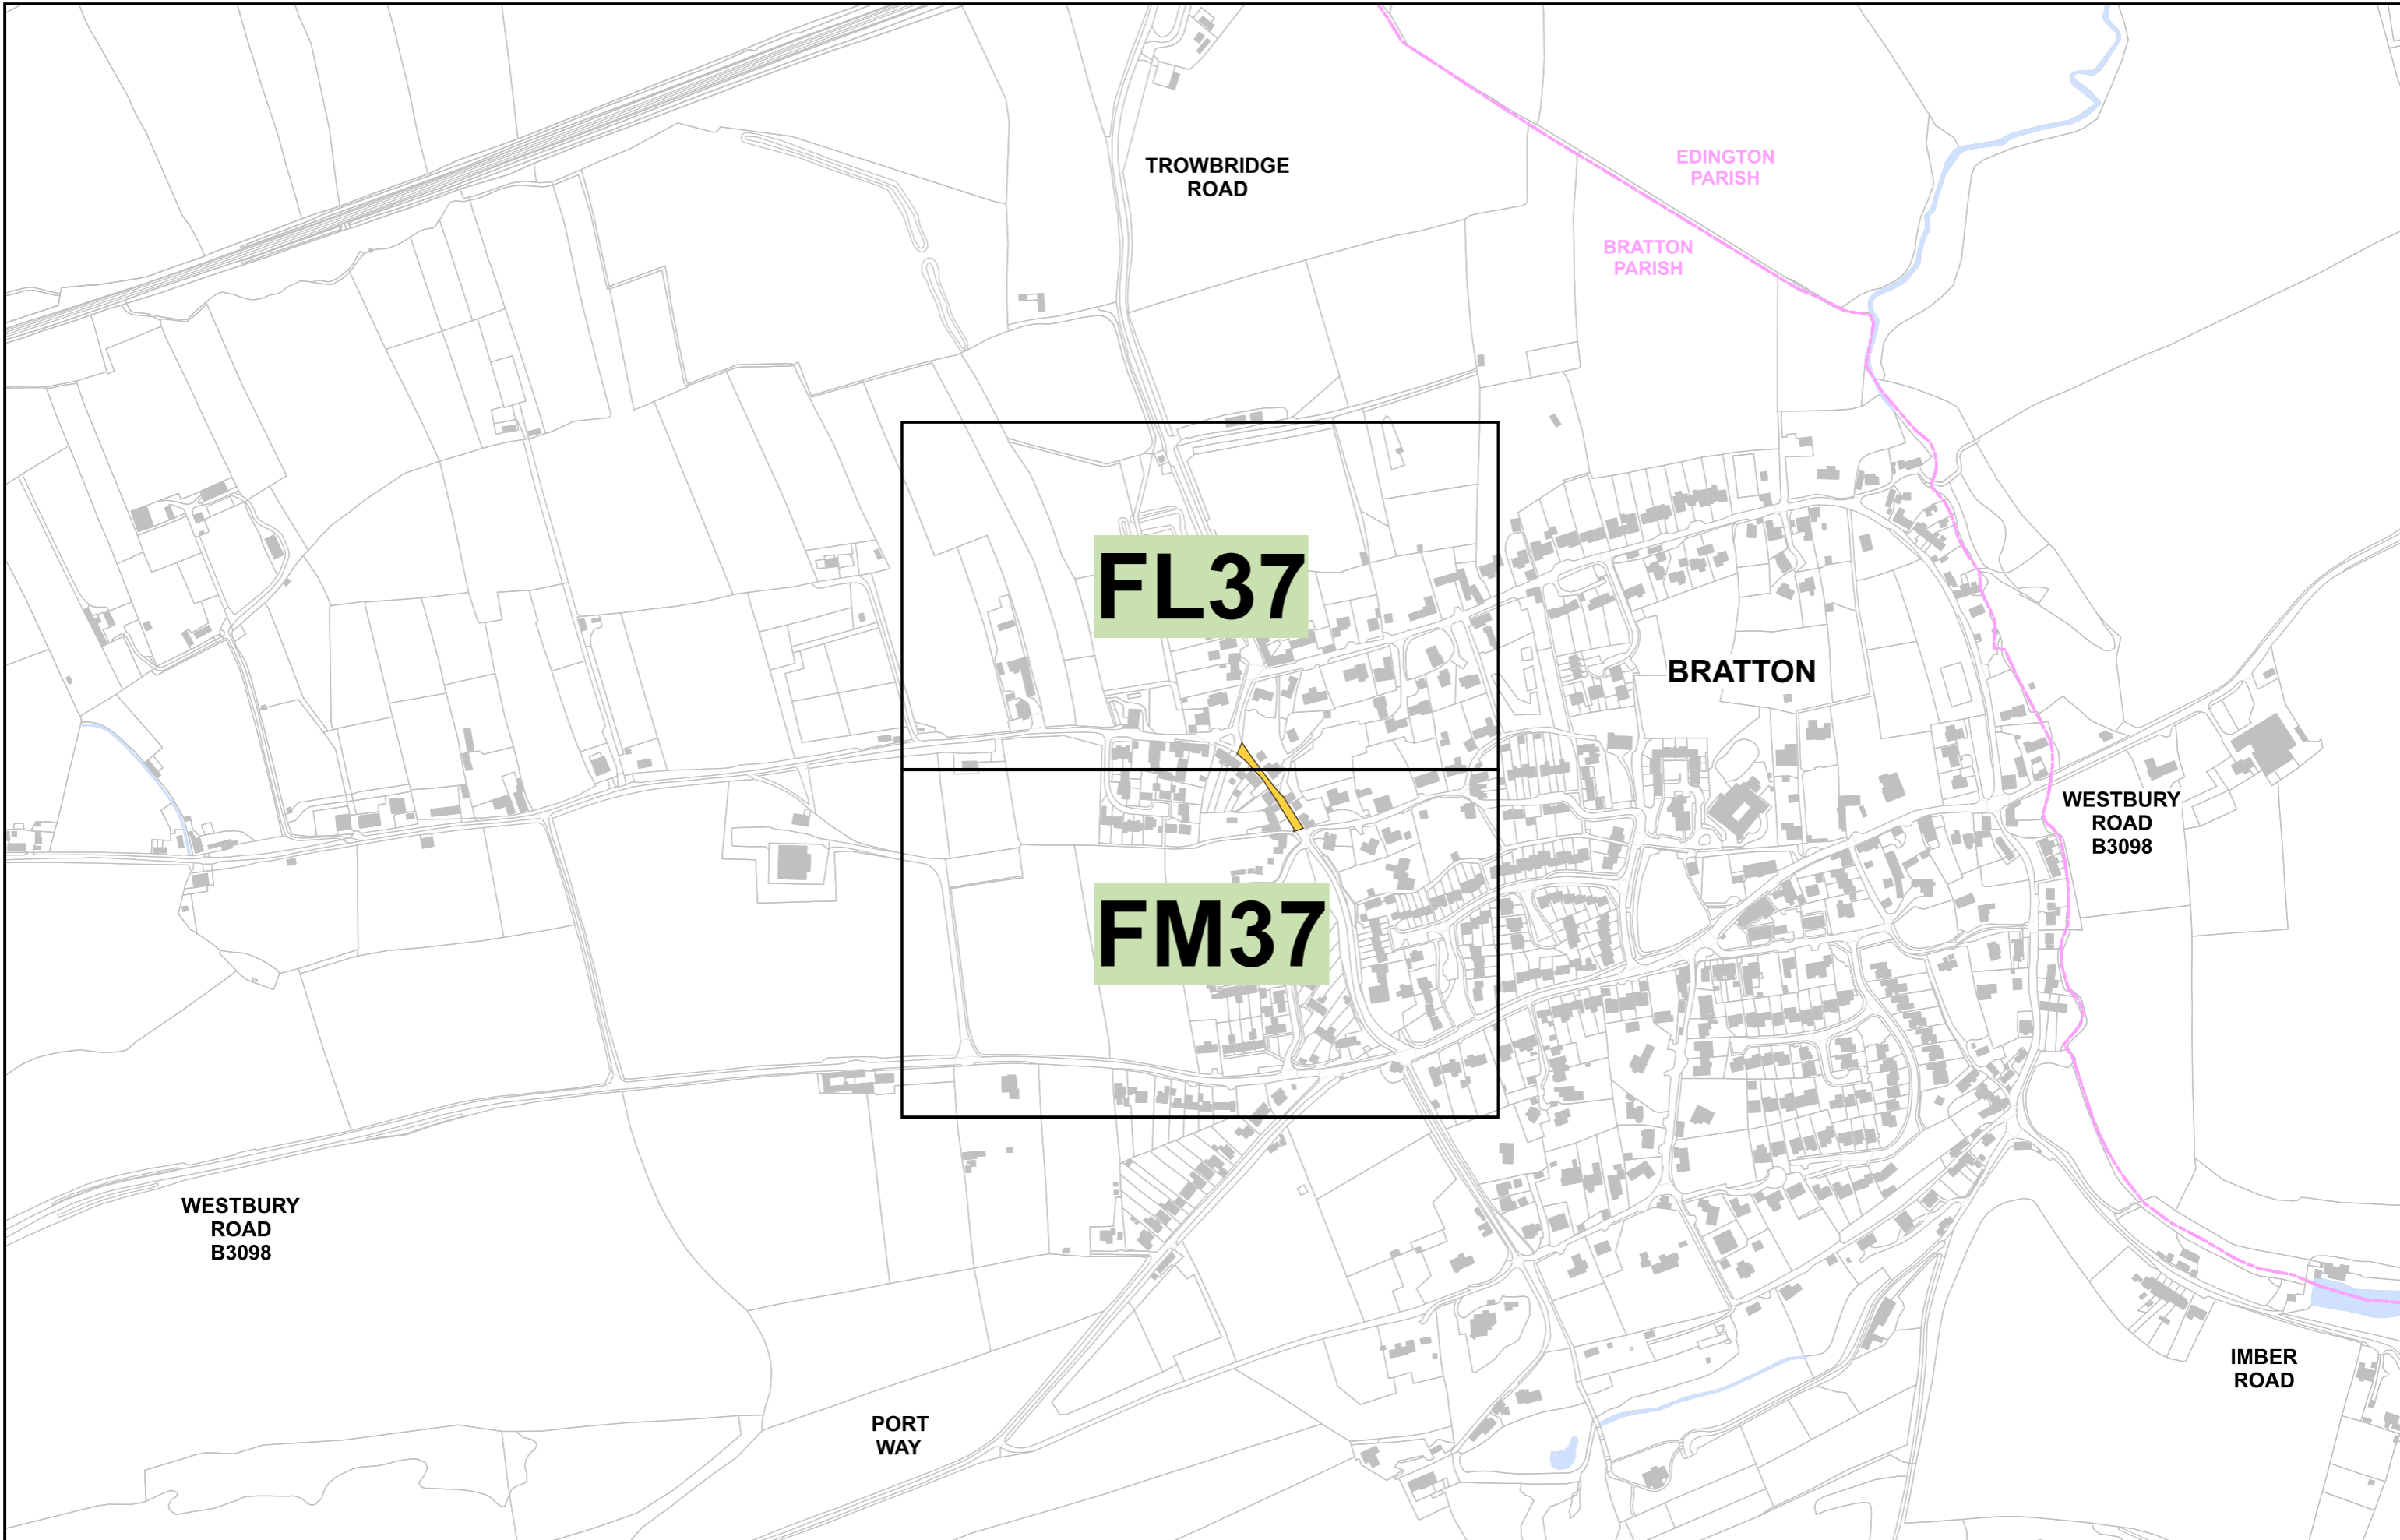 TROWBRIDGE
ROAD
EDINGTON
PARISH
BRATTON
PARISH
FL37
BRATTON
WESTBURY
ROAD
B3098
FM37
WESTBURY
ROAD
B3098
IMBER
ROAD
PORT
WAY